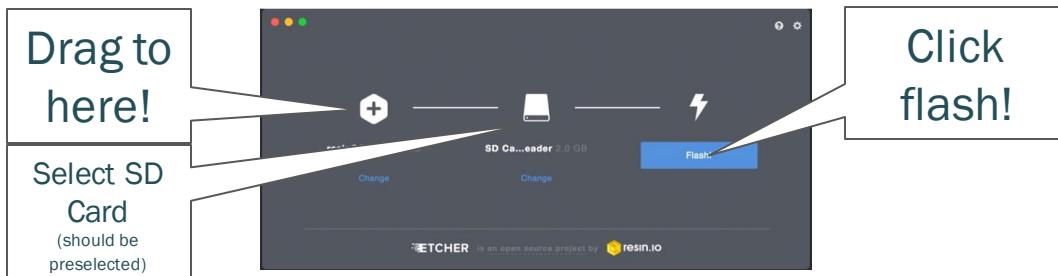 Drag to
here!
Select SD
Card
(should be
preselected)
Click
flash!
SD Ca...eader 2.0 GB
Flash!
Change
Change
ETCHER is an open source project by resin.io